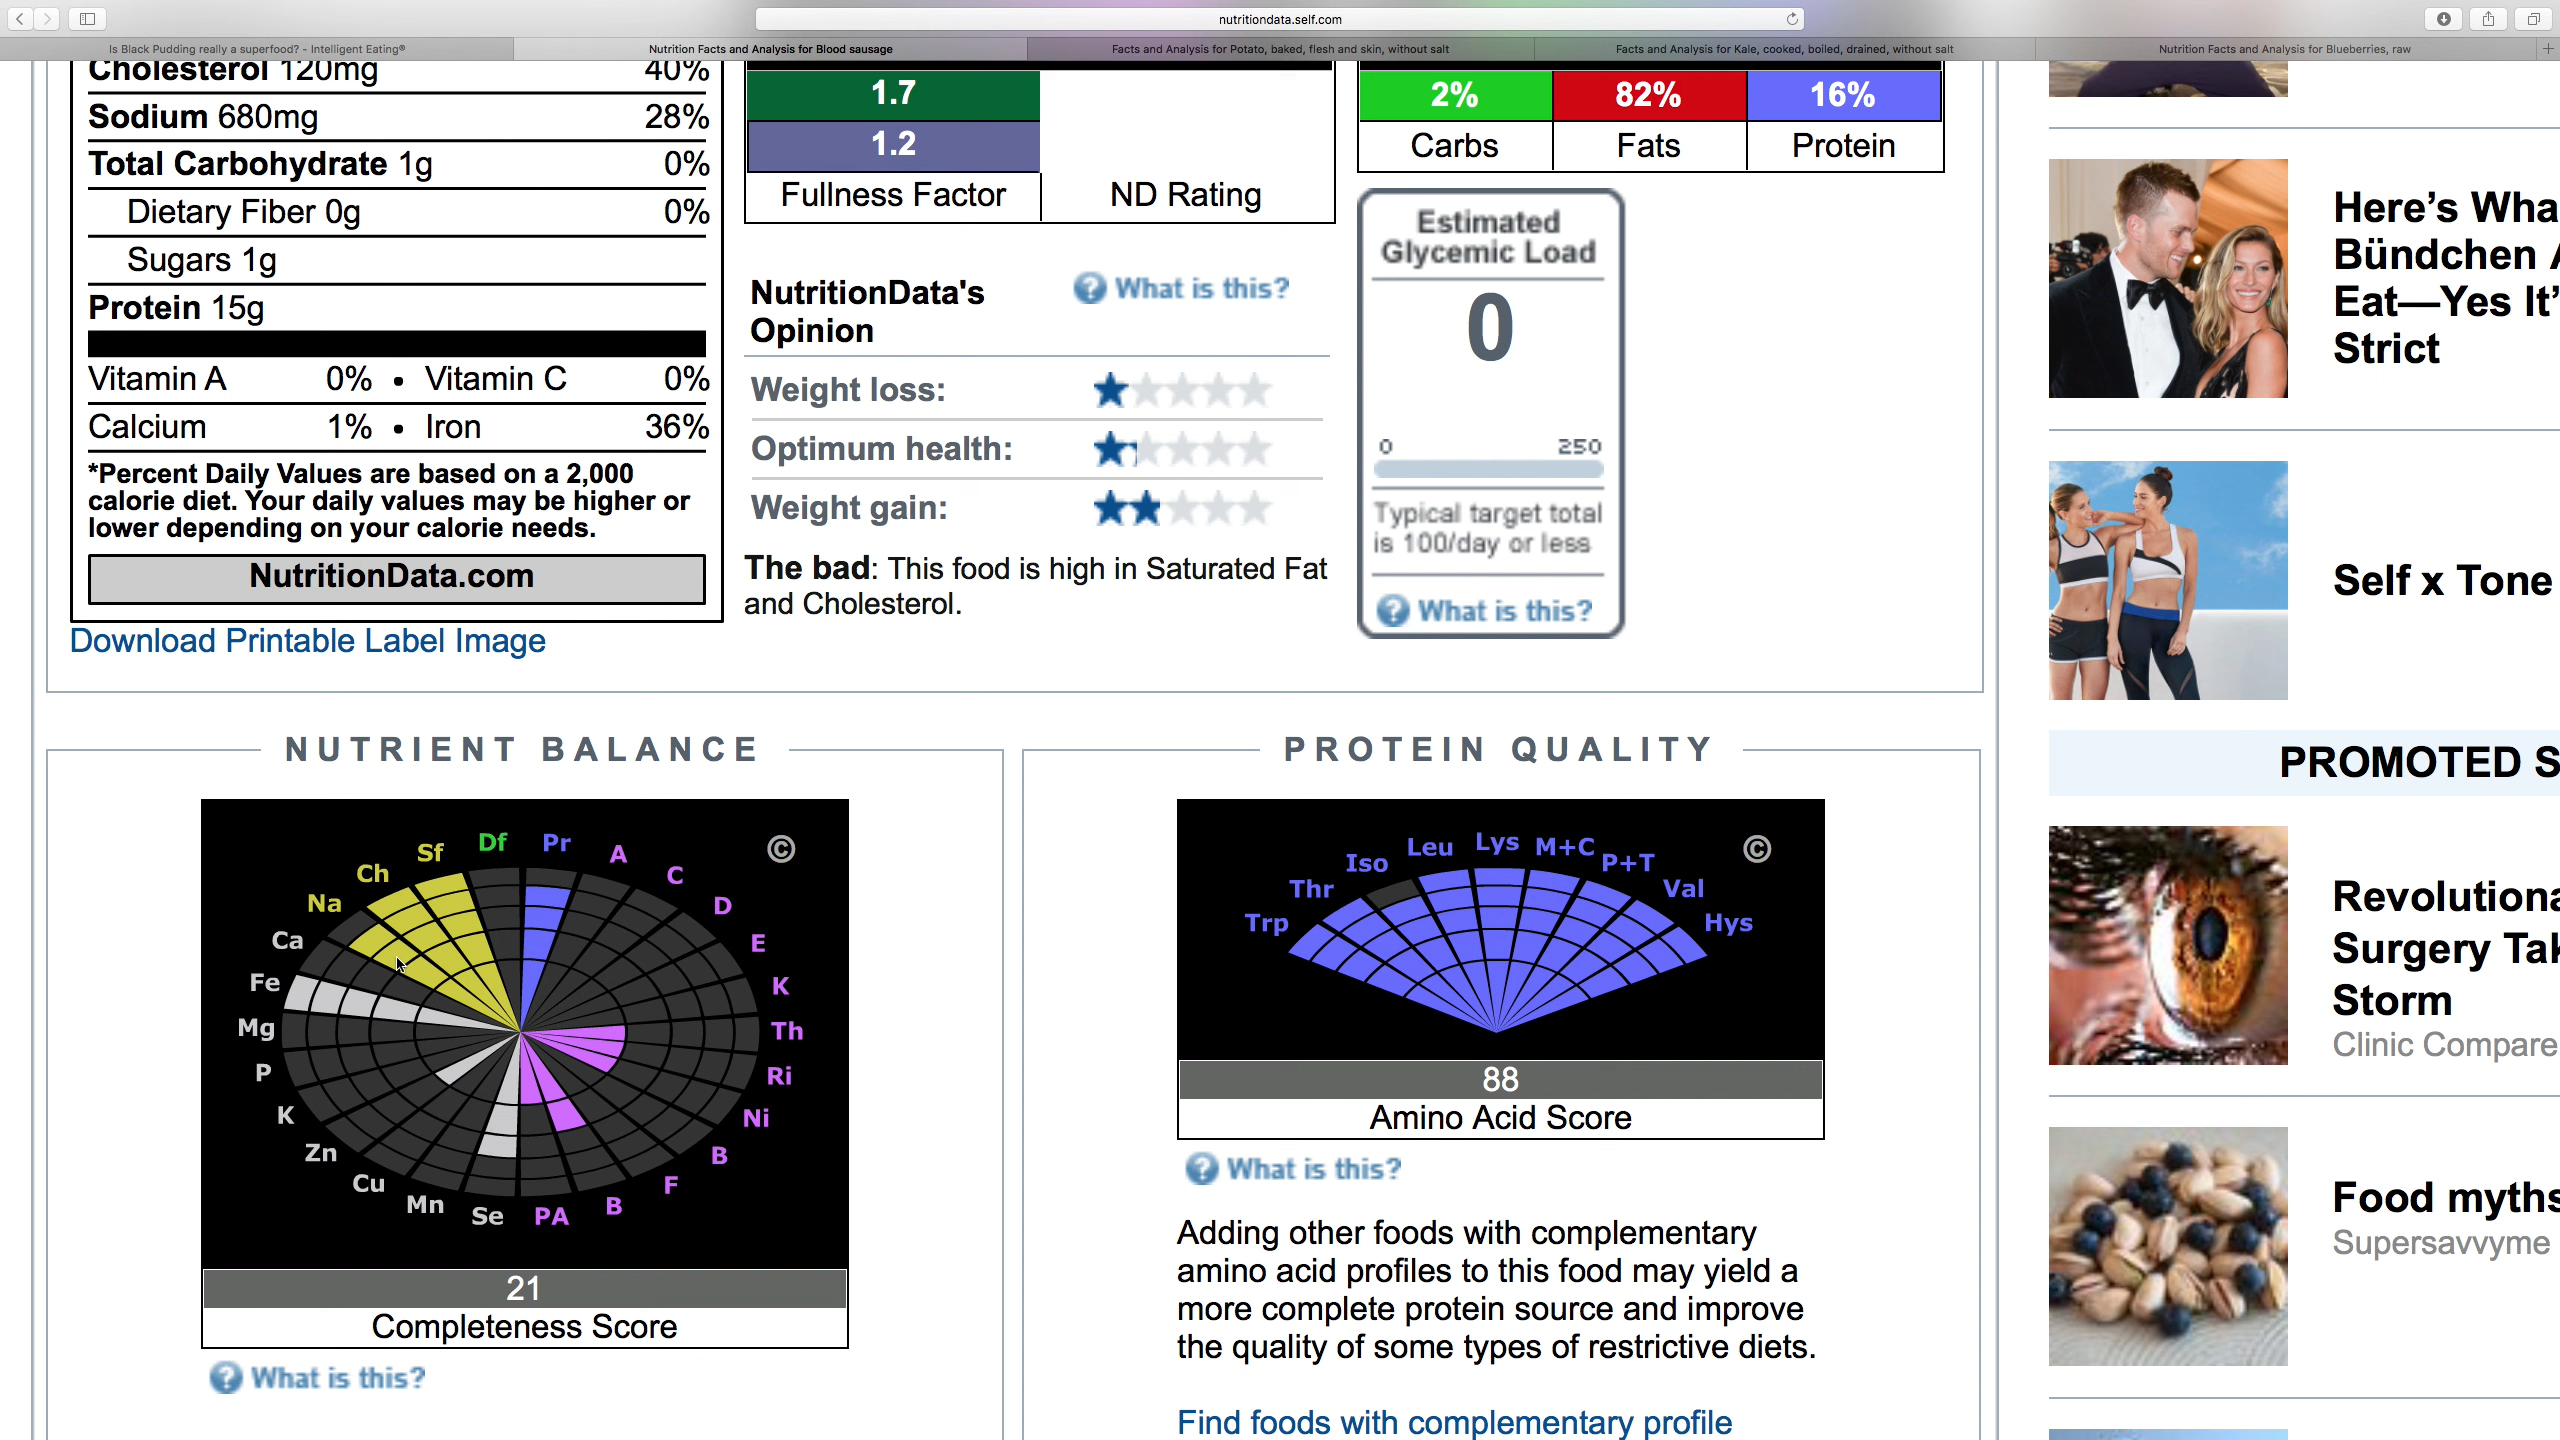 nutritiondata.self.com
Is Black Pudding really a superfood? - Intelligent Eating®
Nutrition Facts and Analysis for Blood sausage
Facts and Analysis for Potato, baked, flesh and skin, without salt
Facts and Analysis for Kale, cooked, boiled, drained, without salt
Nutrition Facts and Analysis for Blueberries, raw
Cholesterol 120mg 40%
Sodium 680mg 28%
Total Carbohydrate 1g 0%
Dietary Fiber 0g 0%
Sugars 1g
Protein 15g
Vitamin A 0% • Vitamin C 0%
Calcium 1% • Iron 36%
*Percent Daily Values are based on a 2,000
calorie diet. Your daily values may be higher or
lower depending on your calorie needs.
NutritionData.com
Download Printable Label Image
1.7
1.2
Fullness Factor ND Rating
NutritionData's
Opinion
What is this?
Weight loss:
Optimum health:
Weight gain:
The bad: This food is high in Saturated Fat
and Cholesterol.
2% 82% 16%
Carbs Fats Protein
Estimated
Glycemic Load
0
0 250
Typical target total
is 100/day or less
What is this?
NUTRIENT BALANCE
©
Df Pr A C D E K Th Ri Ni B F B PA Se Mn Cu Zn K P Mg Fe Ca Na Ch Sf
21
Completeness Score
What is this?
PROTEIN QUALITY
©
Trp Thr Iso Leu Lys M+C P+T Val Hys
88
Amino Acid Score
What is this?
Adding other foods with complementary
amino acid profiles to this food may yield a
more complete protein source and improve
the quality of some types of restrictive diets.
Find foods with complementary profile
Here’s Wha
Bündchen A
Eat—Yes It’
Strict
Self x Tone
PROMOTED S
Revolutiona
Surgery Tak
Storm
Clinic Compare
Food myths
Supersavvyme